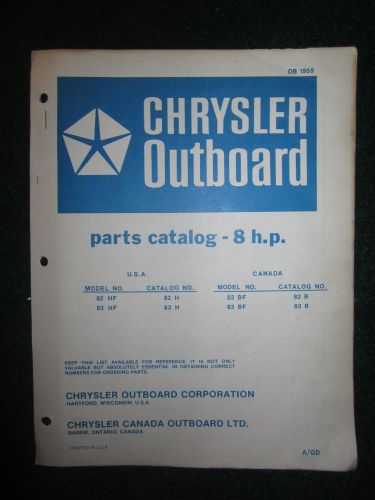 OB 1959
CHRYSLER
Outboard
parts catalog - 8 h.p.
U.S.A. CANADA
MODEL NO. CATALOG NO. MODEL NO. CATALOG NO.
82 HF 82 H 82 BF 82 B
83 HF 83 H 83 BF 83 B
KEEP THIS LIST AVAILABLE FOR REFERENCE. IT IS NOT ONLY
VALUABLE BUT ABSOLUTELY ESSENTIAL IN OBTAINING CORRECT
NUMBERS FOR ORDERING PARTS.
CHRYSLER OUTBOARD CORPORATION
HARTFORD, WISCONSIN, U.S.A.
CHRYSLER CANADA OUTBOARD LTD.
BARRIE, ONTARIO, CANADA
PRINTED IN U.S.A. A/GD